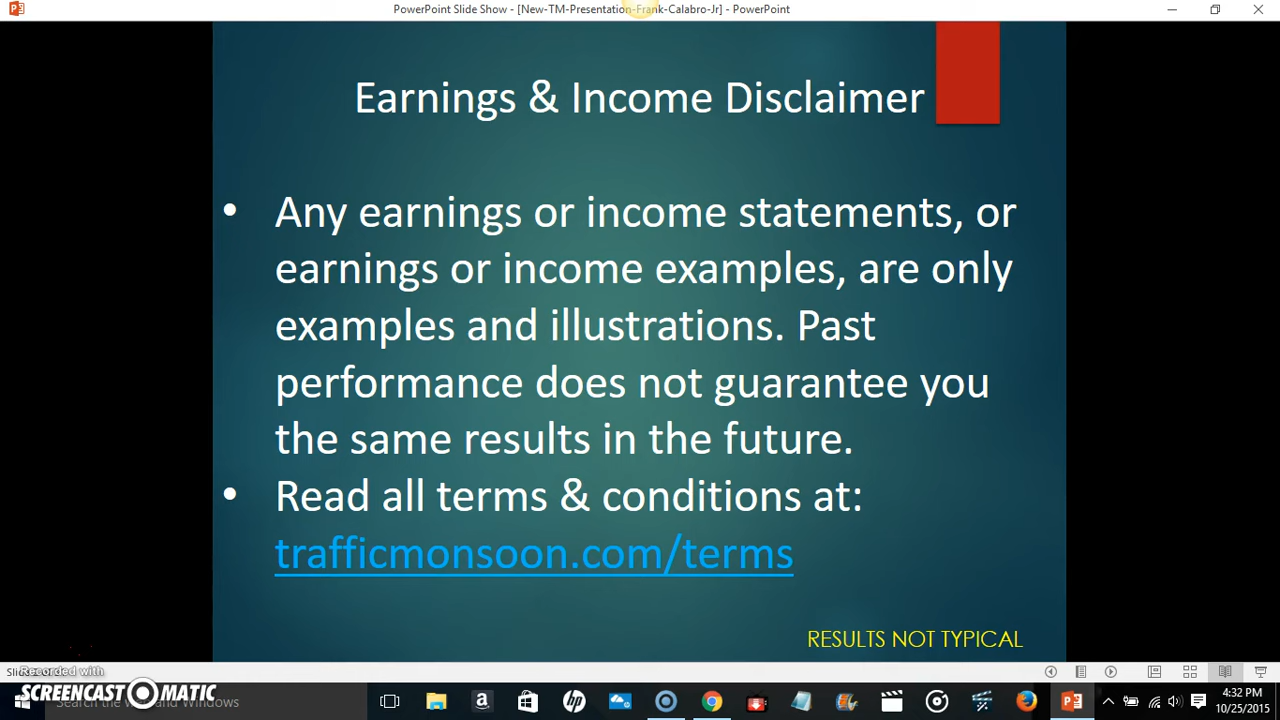 PowerPoint Slide Show - [New-TM-Presentation-Frank-Calabro-Jr] - PowerPoint
Earnings & Income Disclaimer
• Any earnings or income statements, or
earnings or income examples, are only
examples and illustrations. Past
performance does not guarantee you
the same results in the future.
• Read all terms & conditions at:
trafficmonsoon.com/terms
RESULTS NOT TYPICAL
Recorded with
SCREENCAST-O-MATIC
Search the web and Windows
4:32 PM
10/25/2015